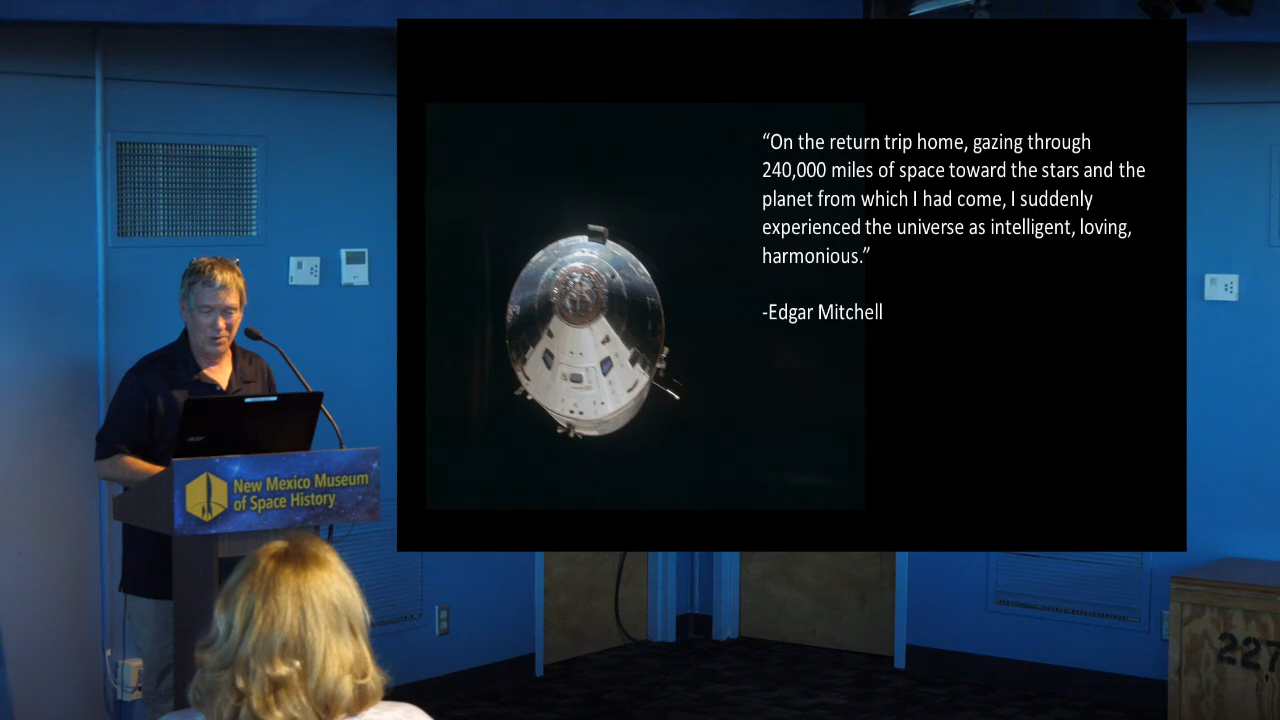 “On the return trip home, gazing through
240,000 miles of space toward the stars and the
planet from which I had come, I suddenly
experienced the universe as intelligent, loving,
harmonious.”
-Edgar Mitchell
acer
New Mexico Museum
of Space History
227